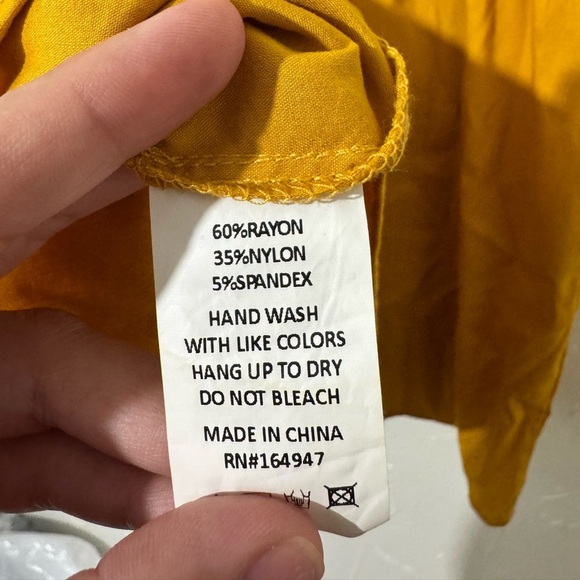 60%RAYON
35%NYLON
5%SPANDEX
HAND WASH
WITH LIKE COLORS
HANG UP TO DRY
DO NOT BLEACH
MADE IN CHINA
RN#164947